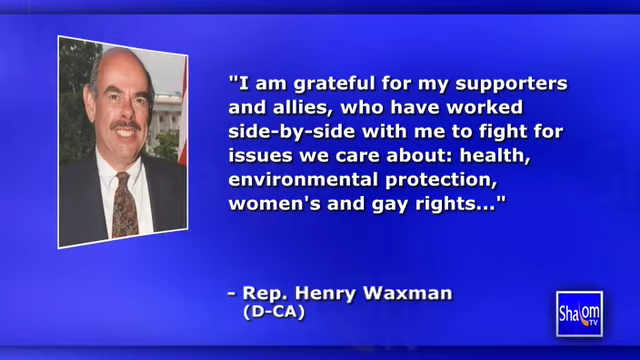 "I am grateful for my supporters
and allies, who have worked
side-by-side with me to fight for
issues we care about: health,
environmental protection,
women's and gay rights..."
- Rep. Henry Waxman
(D-CA)
Shalom
TV